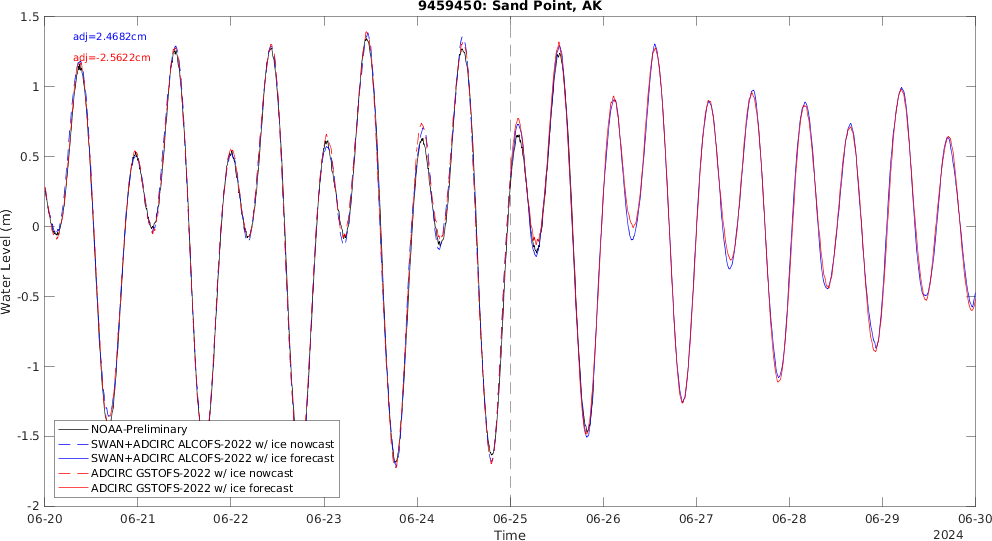 9459450: Sand Point, AK
adj=2.4682cm
adj=-2.5622cm
Water Level (m)
1.5
1
0.5
0
-0.5
-1
-1.5
-2
NOAA-Preliminary
SWAN+ADCIRC ALCOFS-2022 w/ ice nowcast
SWAN+ADCIRC ALCOFS-2022 w/ ice forecast
ADCIRC GSTOFS-2022 w/ ice nowcast
ADCIRC GSTOFS-2022 w/ ice forecast
06-20 06-21 06-22 06-23 06-24 06-25 06-26 06-27 06-28 06-29 06-30
Time
2024